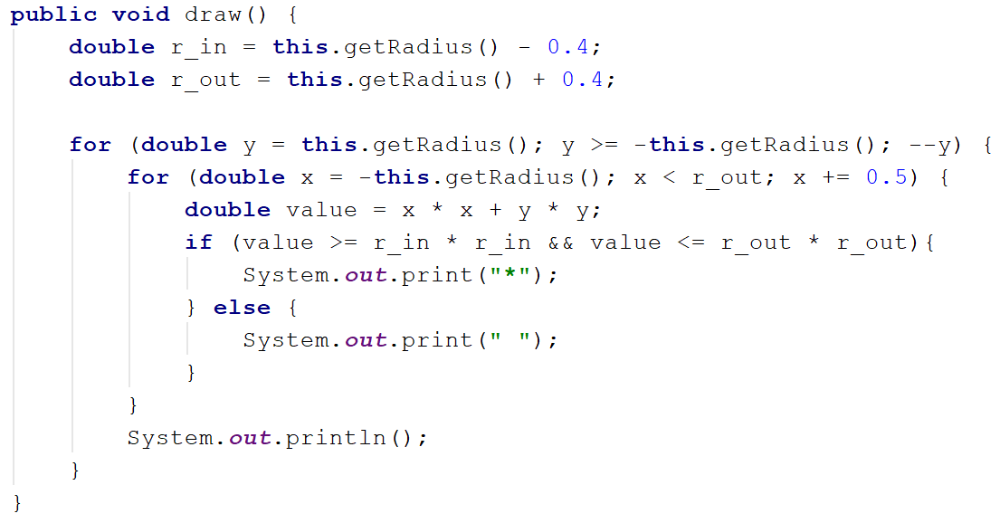 public void draw() {
    double r_in = this.getRadius() - 0.4;
    double r_out = this.getRadius() + 0.4;

    for (double y = this.getRadius(); y >= -this.getRadius(); --y) {
        for (double x = -this.getRadius(); x < r_out; x += 0.5) {
            double value = x * x + y * y;
            if (value >= r_in * r_in && value <= r_out * r_out){
                System.out.print("*");
            } else {
                System.out.print(" ");
            }
        }
        System.out.println();
    }
}